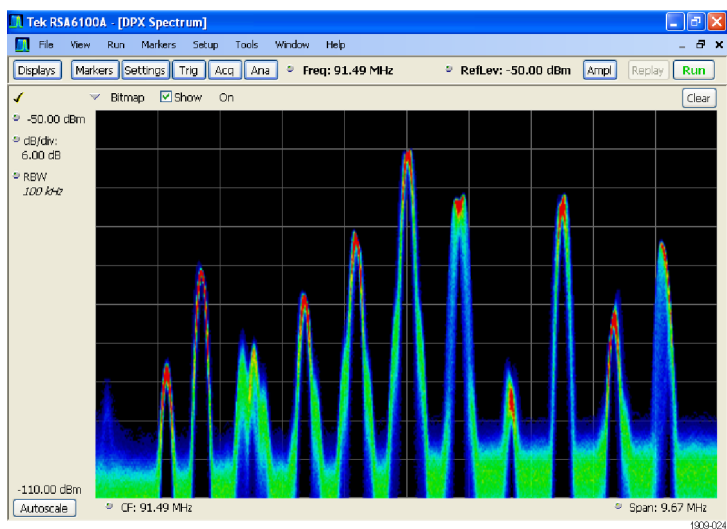 Tek RSA6100A - [DPX Spectrum]
File View Run Markers Setup Tools Window Help
Displays Markers Settings Trig Acq Ana Freq: 91.49 MHz RefLev: -50.00 dBm Ampl Replay Run
Bitmap Show On Clear
-50.00 dBm
dB/div:
6.00 dB
RBW
100 kHz
-110.00 dBm
Autoscale CF: 91.49 MHz Span: 9.67 MHz
1909-024